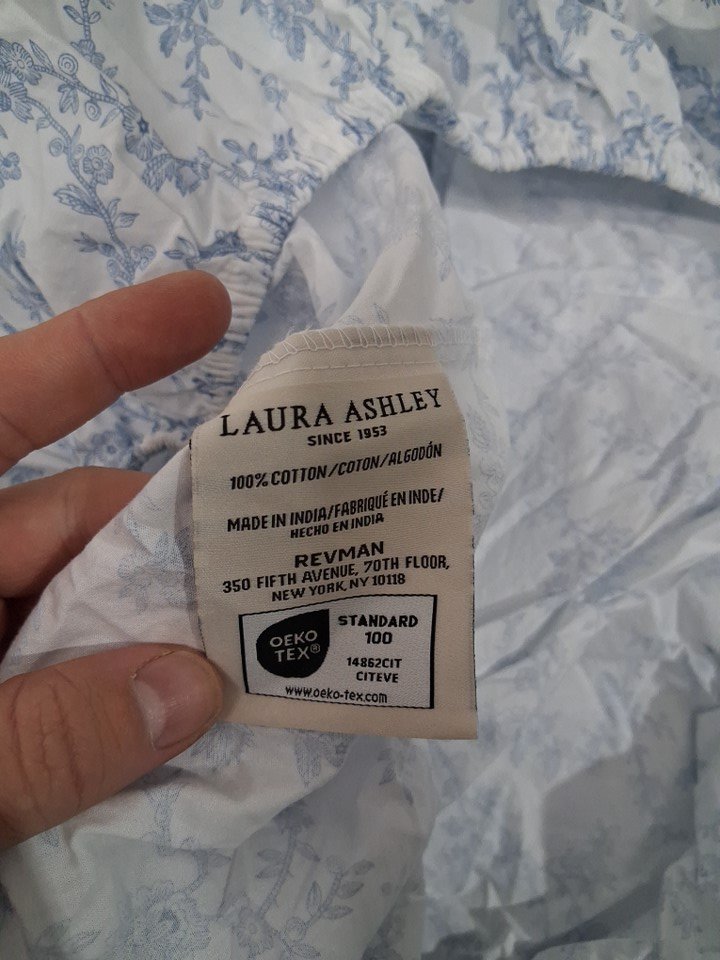 LAURA ASHLEY
SINCE 1953
100% COTTON/COTON/ALGODÓN
MADE IN INDIA/FABRIQUÉ EN INDE/
HECHO EN INDIA
REVMAN
350 FIFTH AVENUE, 70TH FLOOR,
NEW YORK, NY 10118
OEKO
TEX®
STANDARD
100
14862CIT
CITEVE
www.oeko-tex.com